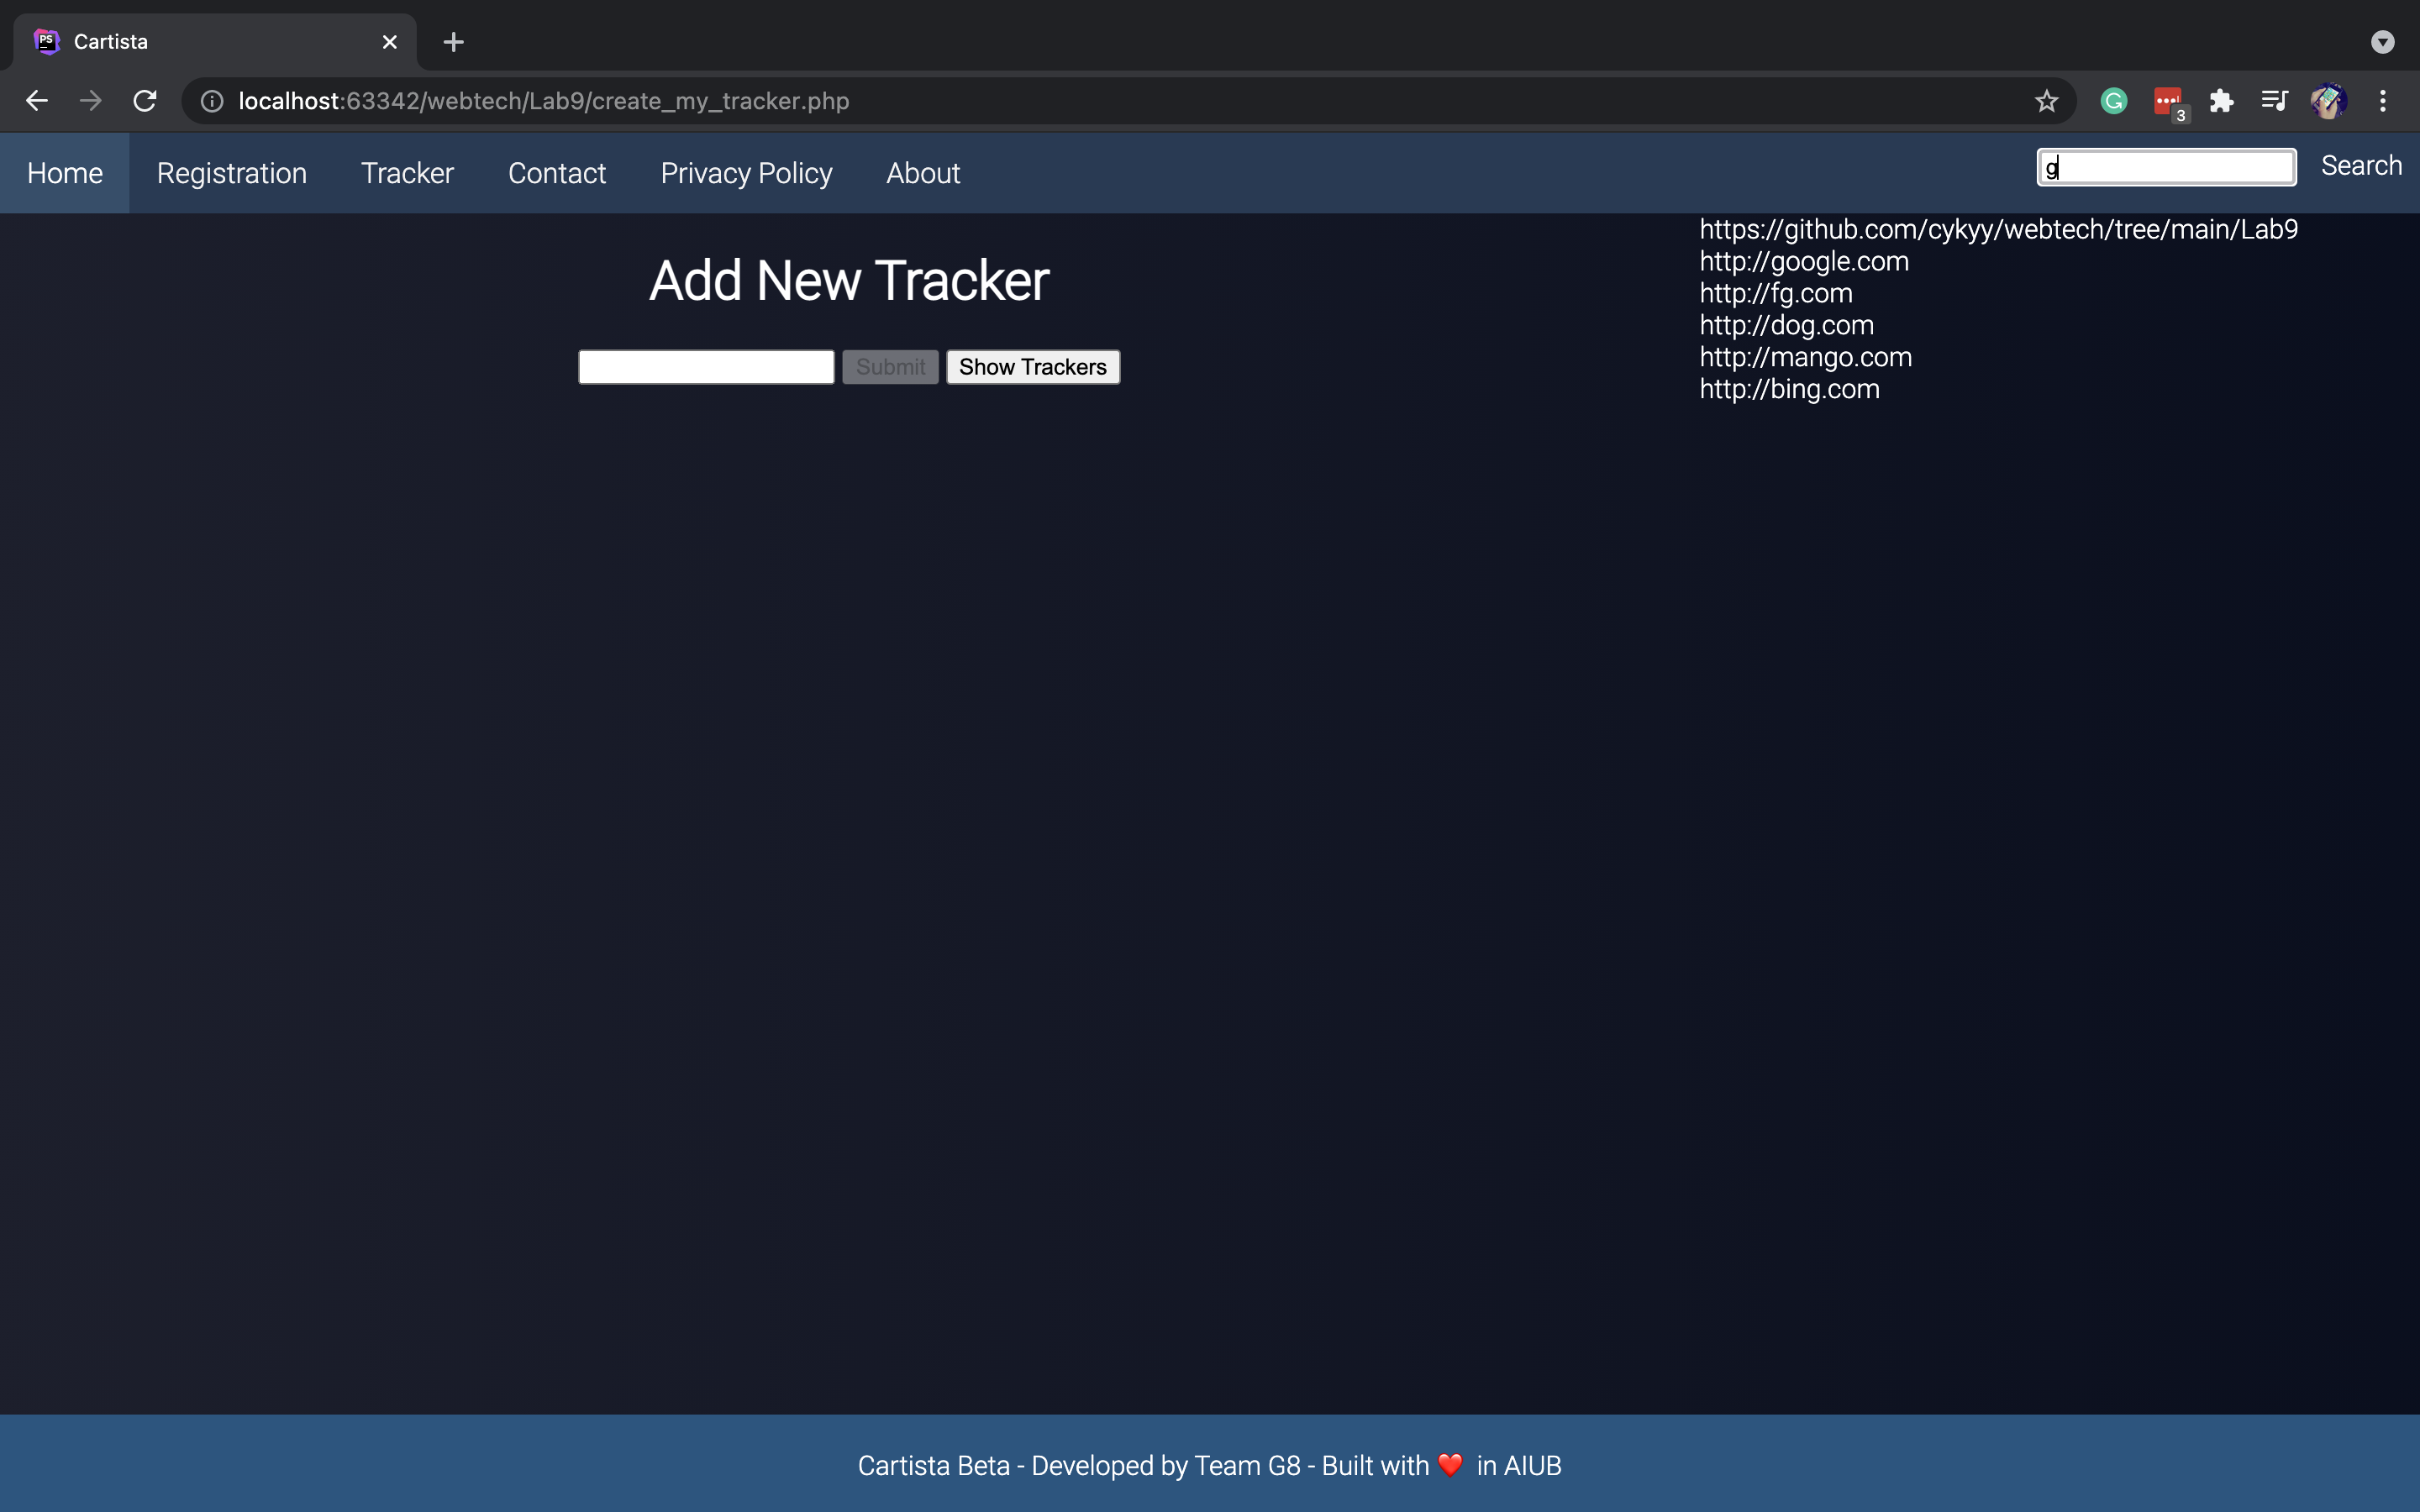 Cartista
localhost:63342/webtech/Lab9/create_my_tracker.php
3
Home Registration Tracker Contact Privacy Policy About g Search
https://github.com/cykyy/webtech/tree/main/Lab9
http://google.com
http://fg.com
http://dog.com
http://mango.com
http://bing.com
Add New Tracker
Submit Show Trackers
Cartista Beta - Developed by Team G8 - Built with ❤️ in AIUB